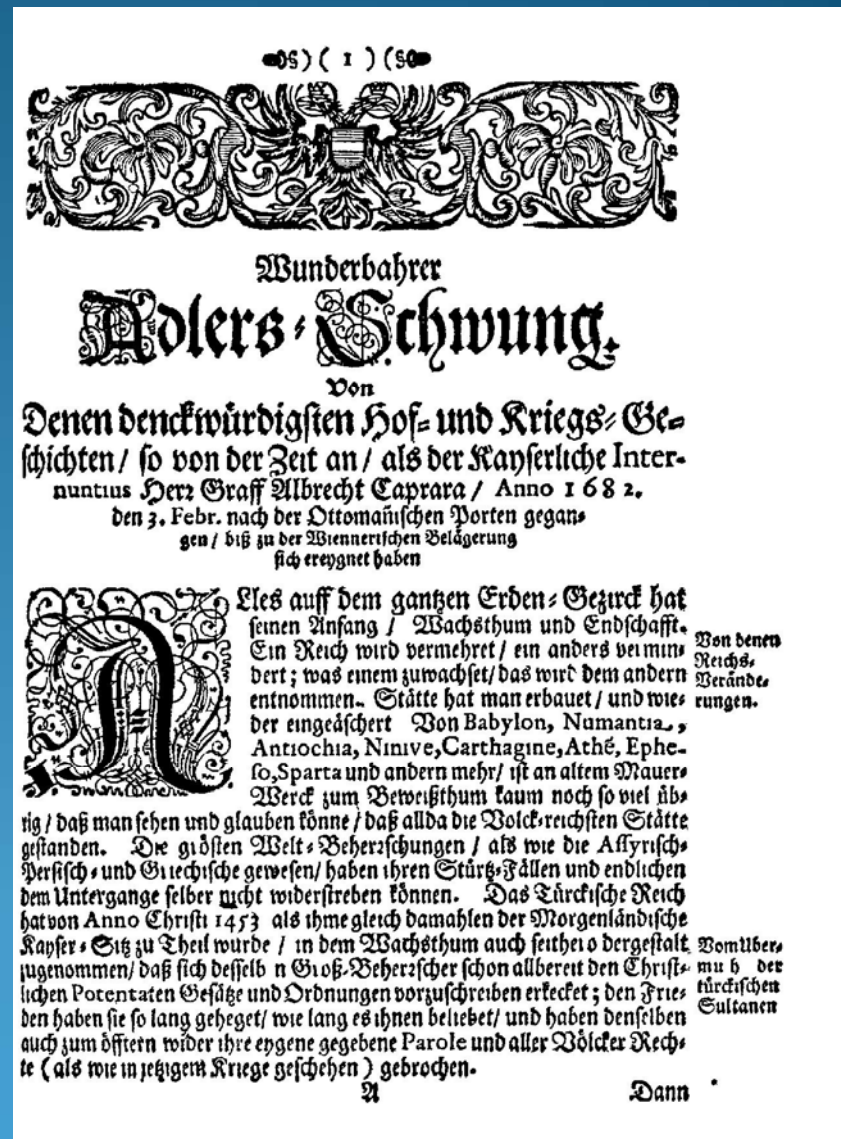 ( 1 )
Wunderbahrer
Adlers-Schwung.
Von
Denen denckwürdigsten Hof- und Kriegs-Ge-
schichten / so von der Zeit an / als der Kayserliche Inter-
nuntius Herr Graff Albrecht Caprara / Anno 1682.
den 3. Febr. nach der Ottomañischen Porten gegan-
gen / biß zu der Wiennerischen Belägerung
sich ereygnet haben
ALles auff dem gantzen Erden-Gezirck hat
seinen Anfang / Wachsthum und Endschafft.
Ein Reich wird vermehret / ein anders vermin-
dert; was einem zuwachset/ das wird dem andern
entnommen. Stätte hat man erbauet / und wie-
der eingeäschert Von Babylon, Numantia,
Antiochia, Ninive, Carthagine, Athẽ, Ephe-
so, Sparta und andern mehr/ ist an altem Mauer-
Werck zum Beweißthum kaum noch so viel üb-
rig / daß man sehen und glauben könne / daß allda die Volck-reichsten Stätte
gestanden. Die grösten Welt-Beherrschungen / als wie die Assyrisch-
Persisch- und Griechische gewesen/ haben ihren Stürtz-Fällen und endlichen
dem Untergange selber nicht widerstreben können. Das Türckische Reich
hat von Anno Christi 1453 als ihme gleich damahlen der Morgenländische
Kayser-Sitz zu Theil wurde / in dem Wachsthum auch seithero dergestalt
zugenommen/ daß sich desselb n Groß-Beherrscher schon allbereit den Christ-
lichen Potentaten Gesätze und Ordnungen vorzuschreiben erkecket; den Frie-
den haben sie so lang geheget/ wie lang es ihnen beliebet/ und haben denselben
auch zum öfftern wider ihre eygene gegebene Parole und aller Völcker Rech-
te ( als wie in jetzigem Kriege geschehen ) gebrochen.
Von denen
Reichs-
Verände-
rungen.
Vom Uber-
mu h der
türckischen
Sultanen
A
Dann